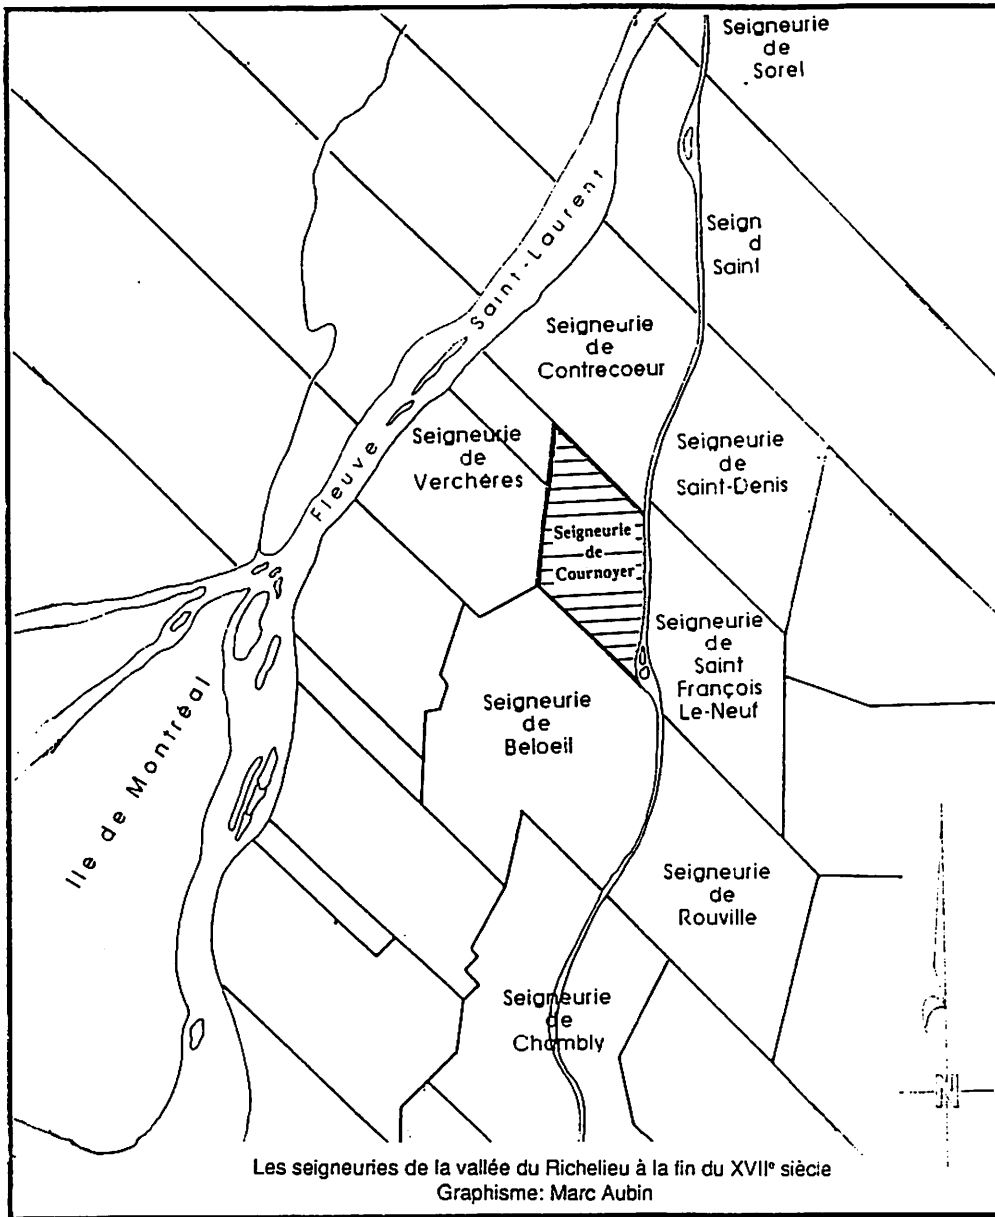 Seigneurie
de
Sorel
Seign
d
Saint
Fleuve Saint-Laurent
Seigneurie
de
Contrecoeur
Seigneurie
de
Verchères
Seigneurie
de
Saint-Denis
Seigneurie
de
Cournoyer
Seigneurie
de
Saint
François
Le-Neuf
Seigneurie
de
Beloeil
Ile de Montréal
Seigneurie
de
Rouville
Seigneurie
de
Chambly
N
Les seigneuries de la vallée du Richelieu à la fin du XVIIe siècle
Graphisme: Marc Aubin